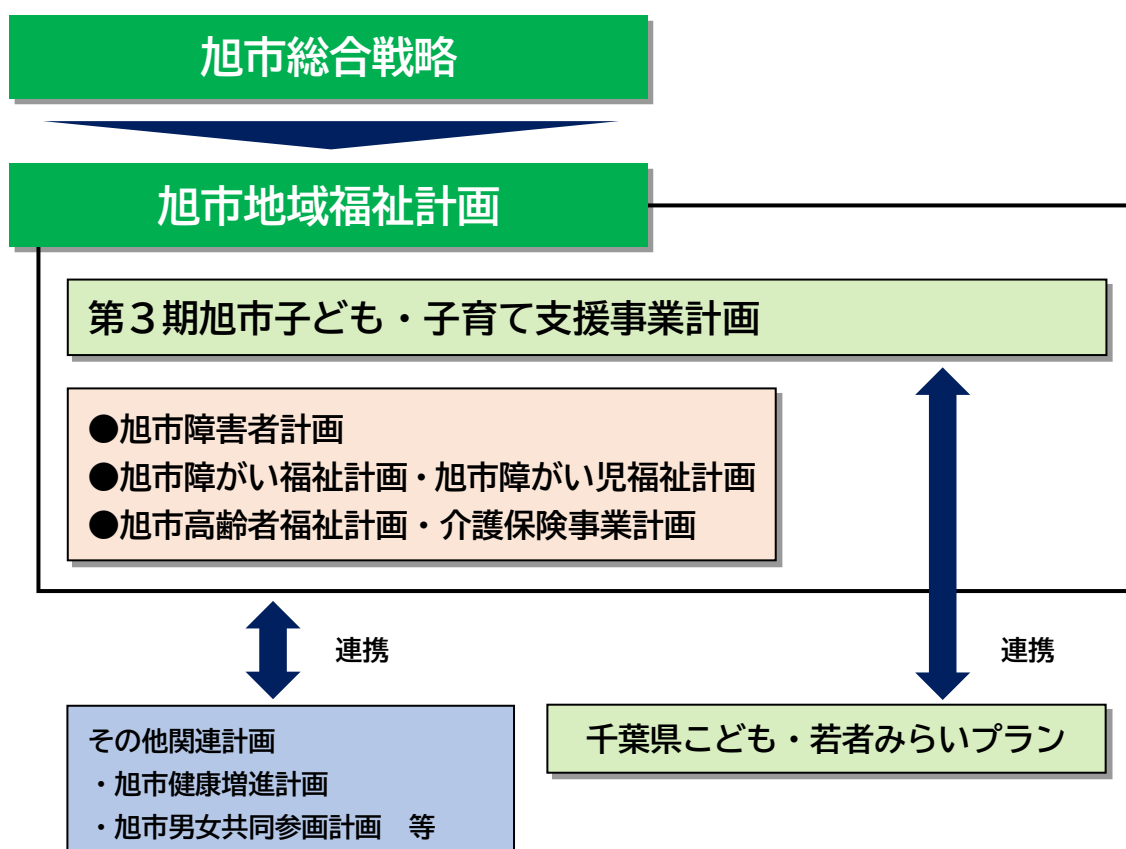 旭市総合戦略
旭市地域福祉計画
第３期旭市子ども・子育て支援事業計画
●旭市障害者計画
●旭市障がい福祉計画・旭市障がい児福祉計画
●旭市高齢者福祉計画・介護保険事業計画
連携
連携
その他関連計画
・旭市健康増進計画
・旭市男女共同参画計画　等
千葉県こども・若者みらいプラン